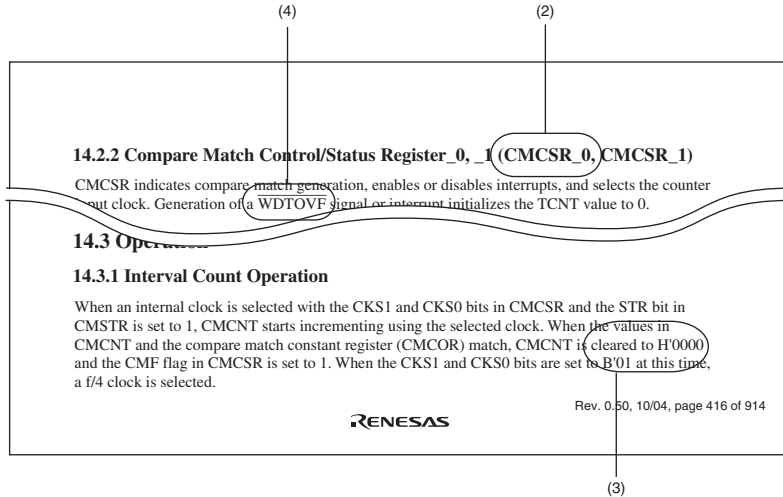 (4)
(2)
14.2.2 Compare Match Control/Status Register_0, _1 (CMCSR_0, CMCSR_1)
CMCSR indicates compare match generation, enables or disables interrupts, and selects the counter
input clock. Generation of a WDTOVF signal or interrupt initializes the TCNT value to 0.
14.3 Operation
14.3.1 Interval Count Operation
When an internal clock is selected with the CKS1 and CKS0 bits in CMCSR and the STR bit in
CMSTR is set to 1, CMCNT starts incrementing using the selected clock. When the values in
CMCNT and the compare match constant register (CMCOR) match, CMCNT is cleared to H'0000
and the CMF flag in CMCSR is set to 1. When the CKS1 and CKS0 bits are set to B'01 at this time,
a f/4 clock is selected.
Rev. 0.50, 10/04, page 416 of 914
RENESAS
(3)